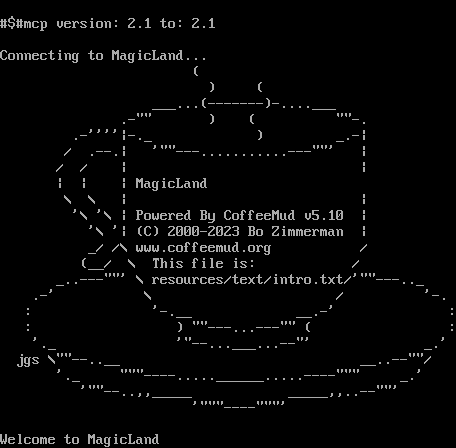 #$#mcp version: 2.1 to: 2.1
Connecting to MagicLand...
MagicLand
Powered By CoffeeMud v5.10
(C) 2000-2023 Bo Zimmerman
www.coffeemud.org
This file is:
resources/text/intro.txt
jgs
Welcome to MagicLand